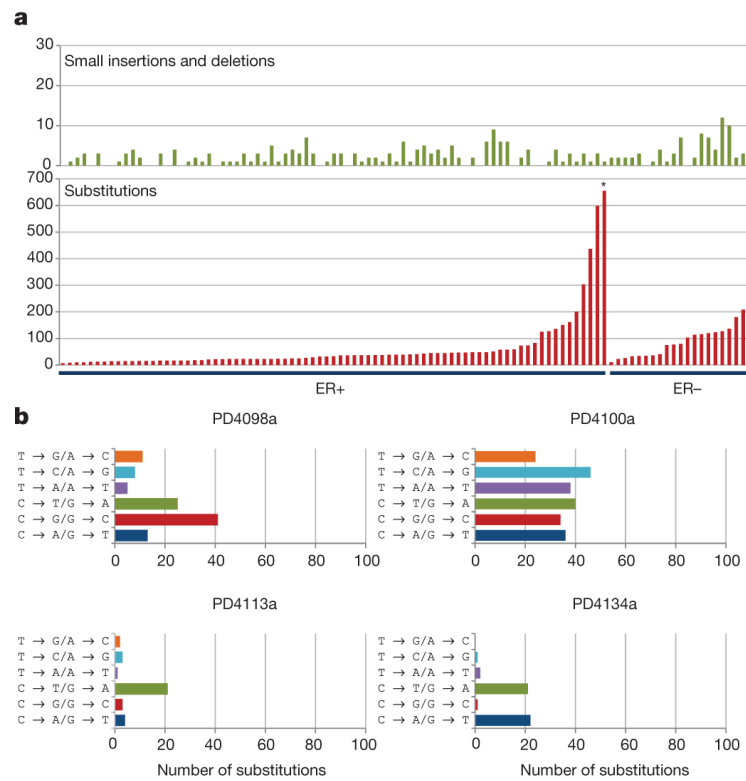 a
30
Small insertions and deletions
20
10
0
700
Substitutions
*
600
500
400
300
200
100
0
ER+ ER–
b
PD4098a PD4100a
T → G/A → C T → G/A → C
T → C/A → G T → C/A → G
T → A/A → T T → A/A → T
C → T/G → A C → T/G → A
C → G/G → C C → G/G → C
C → A/G → T C → A/G → T
0 20 40 60 80 100 0 20 40 60 80 100
PD4113a PD4134a
T → G/A → C T → G/A → C
T → C/A → G T → C/A → G
T → A/A → T T → A/A → T
C → T/G → A C → T/G → A
C → G/G → C C → G/G → C
C → A/G → T C → A/G → T
0 20 40 60 80 100 0 20 40 60 80 100
Number of substitutions Number of substitutions